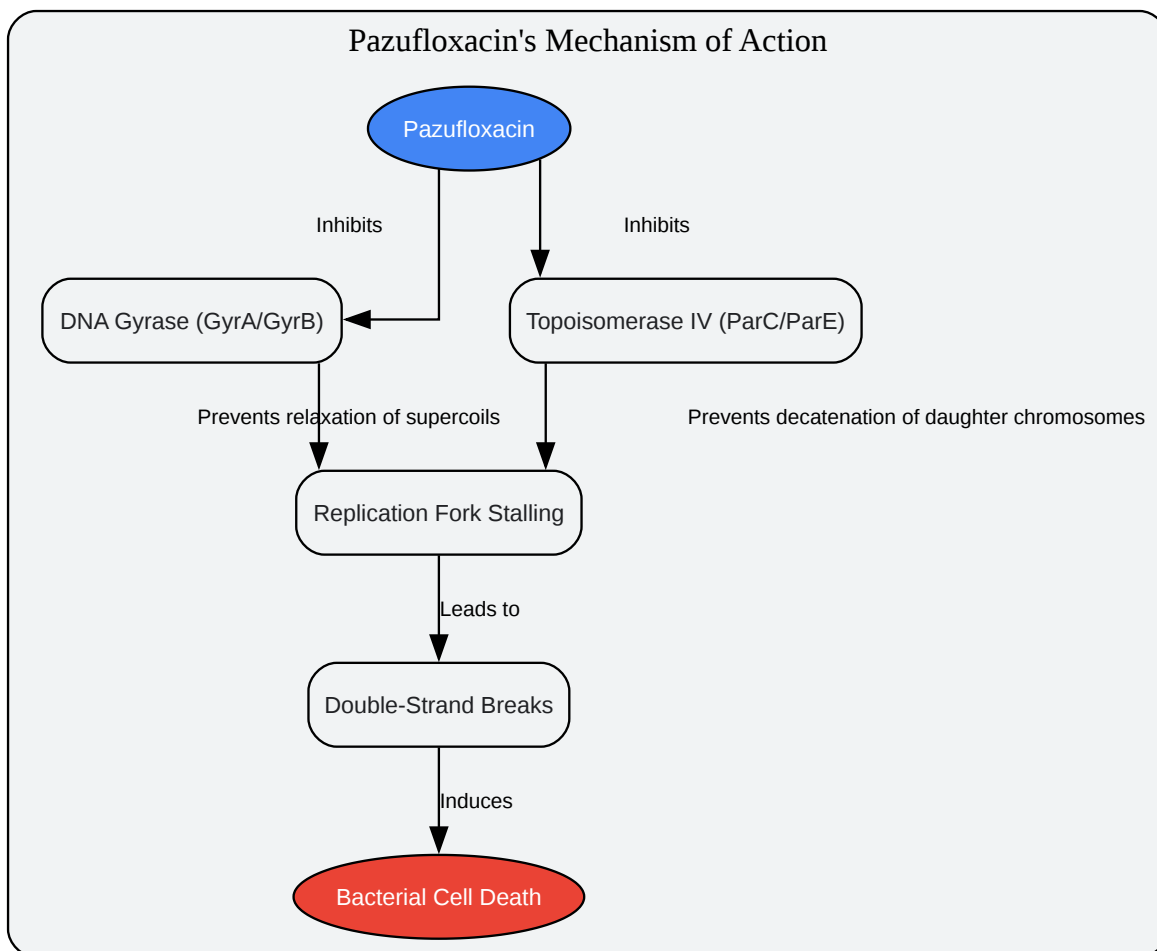 Pazufloxacin's Mechanism of Action
Pazufloxacin
Inhibits
Inhibits
DNA Gyrase (GyrA/GyrB)
Topoisomerase IV (ParC/ParE)
Prevents relaxation of supercoils
Prevents decatenation of daughter chromosomes
Replication Fork Stalling
Leads to
Double-Strand Breaks
Induces
Bacterial Cell Death